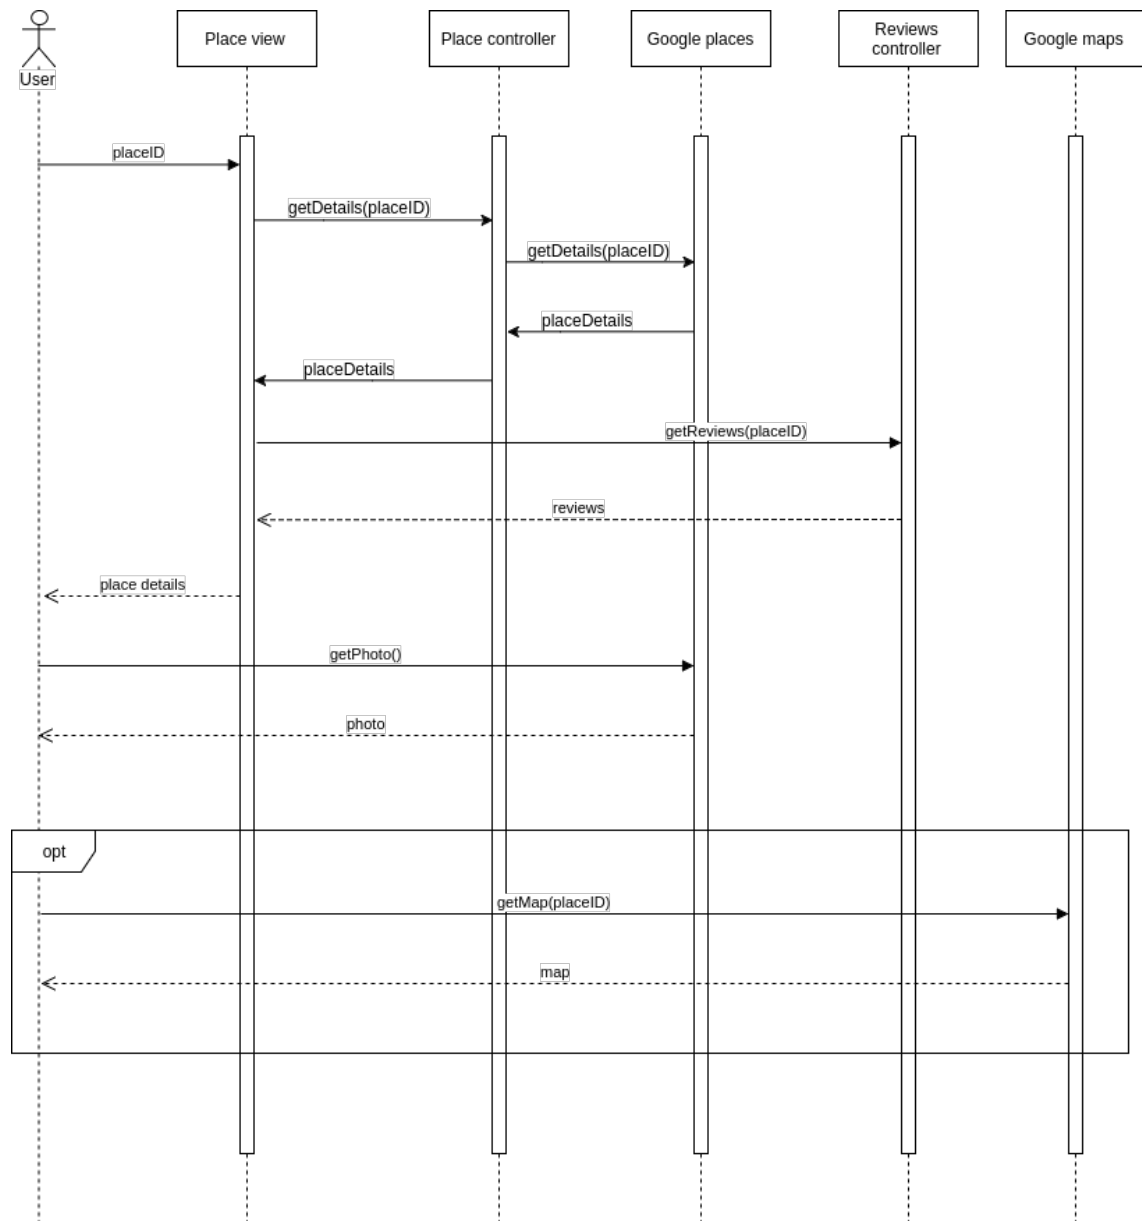 User
Place view
Place controller
Google places
Reviews
controller
Google maps
placeID
getDetails(placeID)
getDetails(placeID)
placeDetails
placeDetails
getReviews(placeID)
reviews
place details
getPhoto()
photo
opt
getMap(placeID)
map